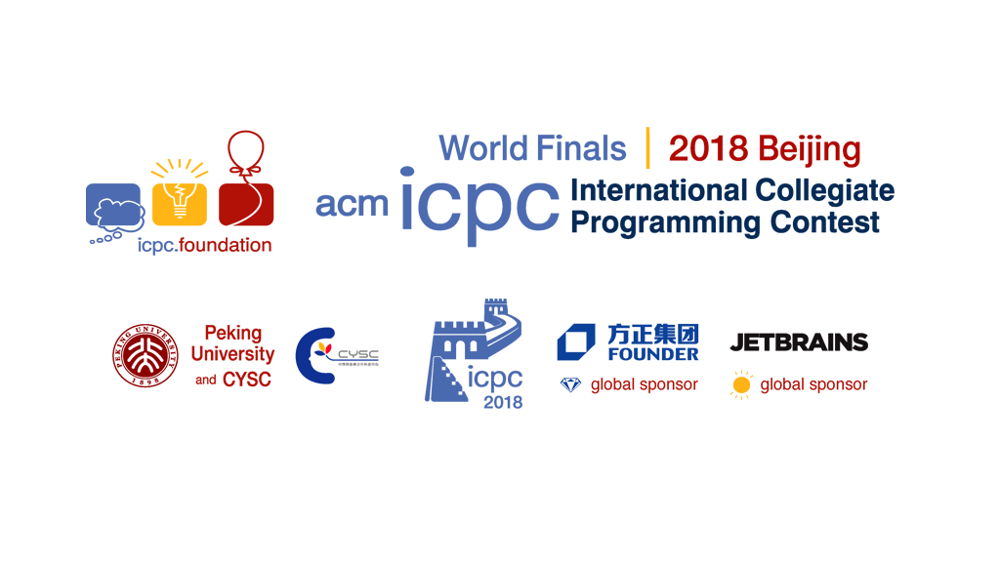 World Finals | 2018 Beijing
acm icpc International Collegiate
Programming Contest
icpc.foundation
PEKING UNIVERSITY
1898
Peking
University
and CYSC
CYSC
icpc
2018
方正集团
FOUNDER
global sponsor
JETBRAINS
global sponsor